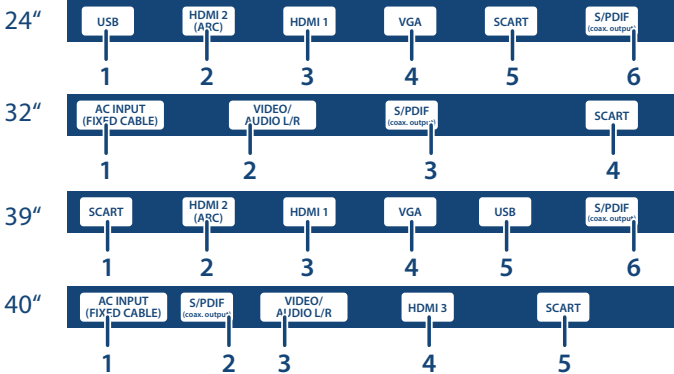 24“
USB HDMI 2 HDMI 1 VGA SCART S/PDIF
(ARC) (coax. output)
1 2 3 4 5 6
32“
AC INPUT VIDEO/ S/PDIF SCART
(FIXED CABLE) AUDIO L/R (coax. output)
1 2 3 4
39“
SCART HDMI 2 HDMI 1 VGA USB S/PDIF
(ARC) (coax. output)
1 2 3 4 5 6
40“
AC INPUT S/PDIF VIDEO/ HDMI 3 SCART
(FIXED CABLE) (coax. output) AUDIO L/R
1 2 3 4 5